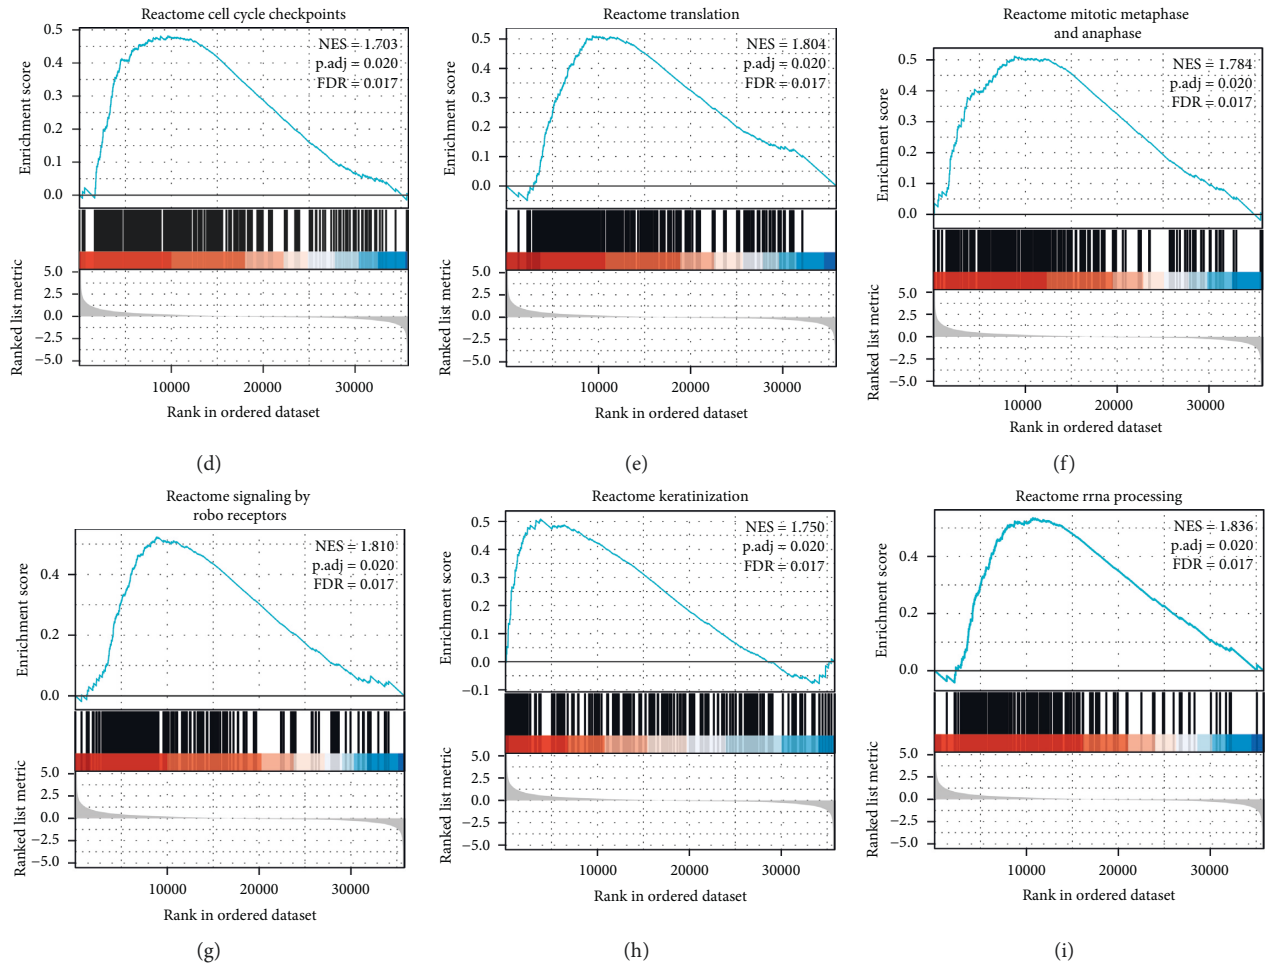 Reactome cell cycle checkpoints
NES = 1.703
p.adj = 0.020
FDR = 0.017
Enrichment score
0.5
0.4
0.3
0.2
0.1
0.0
Ranked list metric
5.0
2.5
0.0
−2.5
−5.0
10000 20000 30000
Rank in ordered dataset
(d)
Reactome translation
NES = 1.804
p.adj = 0.020
FDR = 0.017
Enrichment score
0.5
0.4
0.3
0.2
0.1
0.0
Ranked list metric
5.0
2.5
0.0
−2.5
−5.0
10000 20000 30000
Rank in ordered dataset
(e)
Reactome mitotic metaphase
and anaphase
NES = 1.784
p.adj = 0.020
FDR = 0.017
Enrichment score
0.5
0.4
0.3
0.2
0.1
0.0
Ranked list metric
5.0
2.5
0.0
−2.5
−5.0
10000 20000 30000
Rank in ordered dataset
(f)
Reactome signaling by
robo receptors
NES = 1.810
p.adj = 0.020
FDR = 0.017
Enrichment score
0.4
0.2
0.0
Ranked list metric
5.0
2.5
0.0
−2.5
−5.0
10000 20000 30000
Rank in ordered dataset
(g)
Reactome keratinization
NES = 1.750
p.adj = 0.020
FDR = 0.017
Enrichment score
0.5
0.4
0.3
0.2
0.1
0.0
−0.1
Ranked list metric
5.0
2.5
0.0
−2.5
−5.0
10000 20000 30000
Rank in ordered dataset
(h)
Reactome rrna processing
NES = 1.836
p.adj = 0.020
FDR = 0.017
Enrichment score
0.4
0.2
0.0
Ranked list metric
5.0
2.5
0.0
−2.5
−5.0
10000 20000 30000
Rank in ordered dataset
(i)